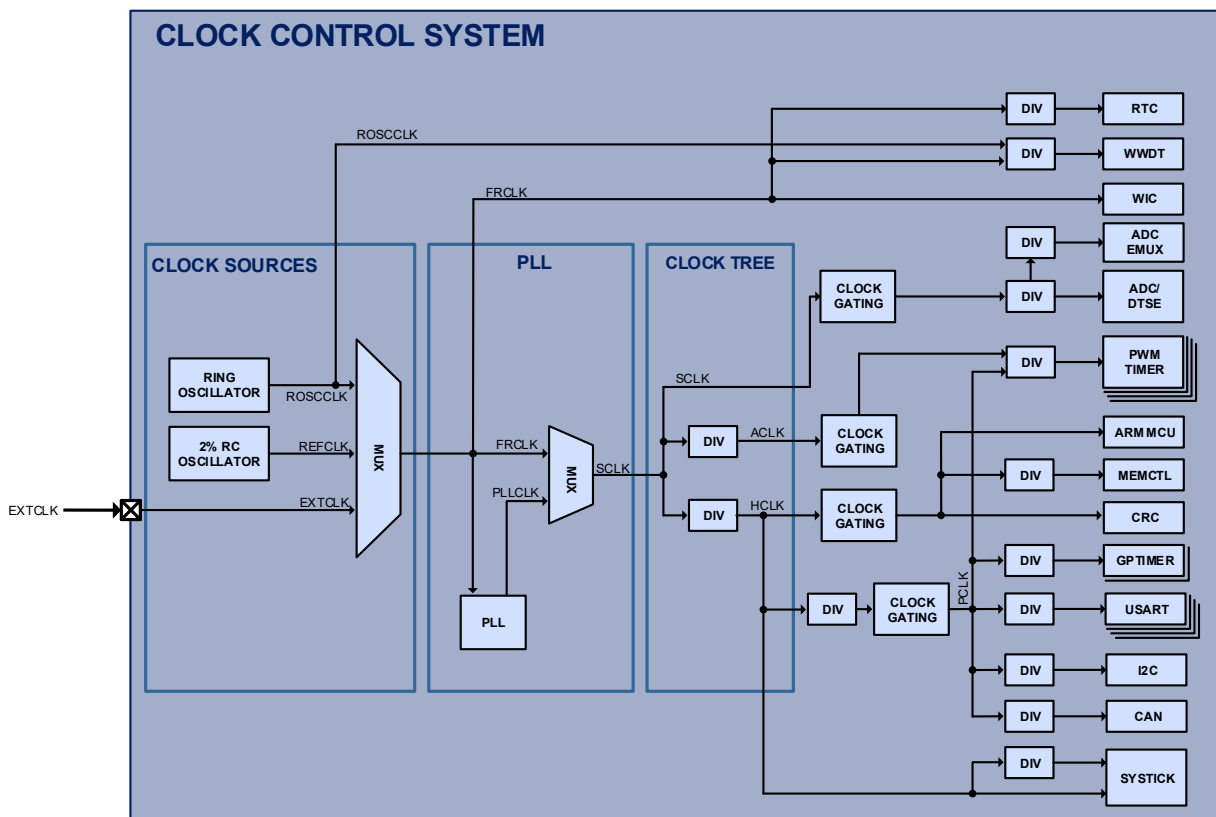 CLOCK CONTROL SYSTEM
DIV
RTC
ROSCCLK
DIV
WWDT
FRCLK
WIC
DIV
ADC
EMUX
CLOCK SOURCES
PLL
CLOCK TREE
CLOCK
GATING
DIV
ADC/
DTSE
RING
OSCILLATOR
ROSCCLK
SCLK
DIV
PWM
TIMER
2% RC
OSCILLATOR
REFCLK
MUX
FRCLK
MUX
SCLK
DIV
ACLK
CLOCK
GATING
ARM MCU
DIV
MEMCTL
EXTCLK
EXTCLK
PLLCLK
DIV
HCLK
CLOCK
GATING
CRC
PLL
DIV
CLOCK
GATING
PCLK
DIV
GPTIMER
DIV
USART
DIV
I2C
DIV
CAN
DIV
SYSTICK